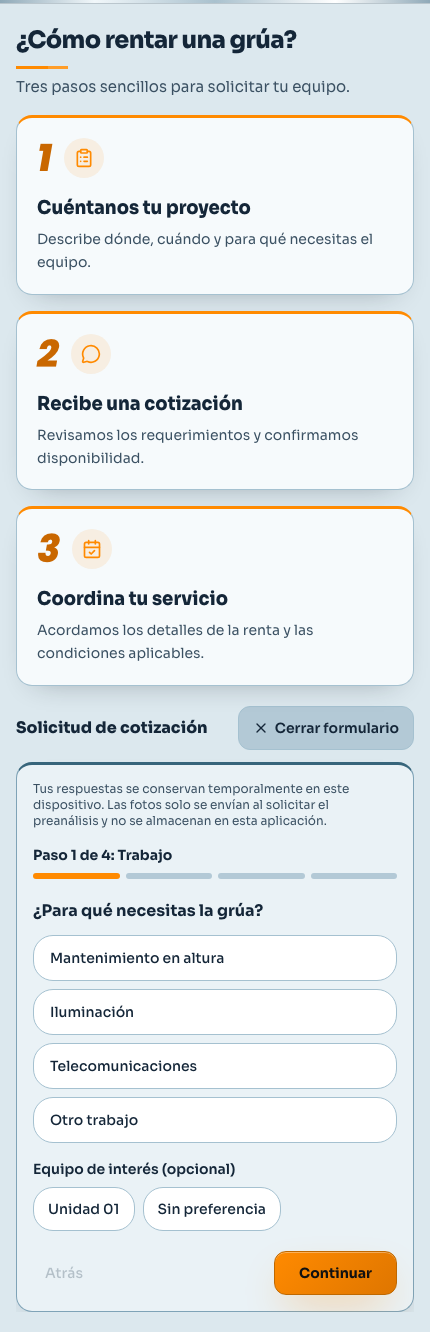 ¿Cómo rentar una grúa?
Tres pasos sencillos para solicitar tu equipo.
1
Cuéntanos tu proyecto
Describe dónde, cuándo y para qué necesitas el
equipo.
2
Recibe una cotización
Revisamos los requerimientos y confirmamos
disponibilidad.
3
Coordina tu servicio
Acordamos los detalles de la renta y las
condiciones aplicables.
Solicitud de cotización
Cerrar formulario
Tus respuestas se conservan temporalmente en este
dispositivo. Las fotos solo se envían al solicitar el
preanálisis y no se almacenan en esta aplicación.
Paso 1 de 4: Trabajo
¿Para qué necesitas la grúa?
Mantenimiento en altura
Iluminación
Telecomunicaciones
Otro trabajo
Equipo de interés (opcional)
Unidad 01
Sin preferencia
Atrás
Continuar